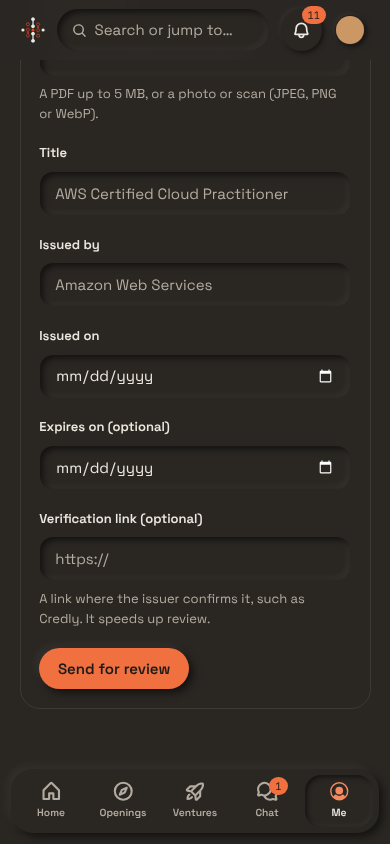 Search or jump to...
11
A PDF up to 5 MB, or a photo or scan (JPEG, PNG
or WebP).
Title
AWS Certified Cloud Practitioner
Issued by
Amazon Web Services
Issued on
mm/dd/yyyy
Expires on (optional)
mm/dd/yyyy
Verification link (optional)
https://
A link where the issuer confirms it, such as
Credly. It speeds up review.
Send for review
1
Home Openings Ventures Chat Me